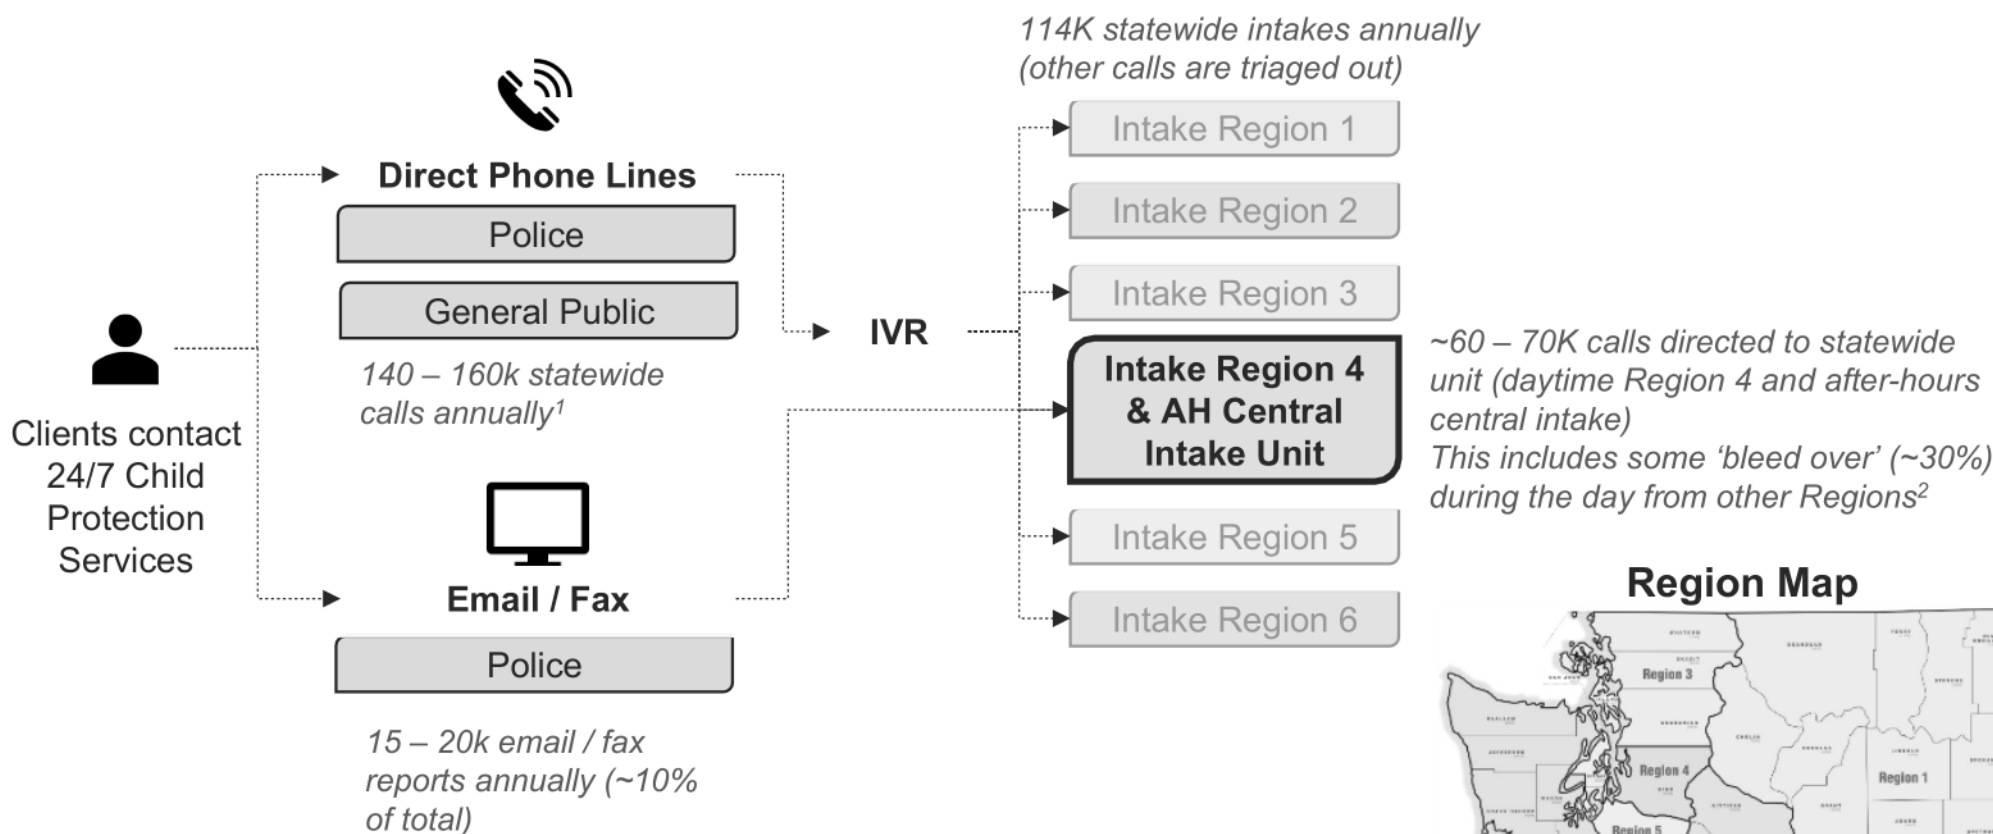 114K statewide intakes annually
(other calls are triaged out)
Direct Phone Lines
Police
General Public
140 – 160k statewide
calls annually1
Clients contact
24/7 Child
Protection
Services
Email / Fax
Police
15 – 20k email / fax
reports annually (~10%
of total)
IVR
Intake Region 1
Intake Region 2
Intake Region 3
Intake Region 4
& AH Central
Intake Unit
Intake Region 5
Intake Region 6
~60 – 70K calls directed to statewide
unit (daytime Region 4 and after-hours
central intake)
This includes some ‘bleed over’ (~30%)
during the day from other Regions2
Region Map
Region 3
Region 4
Region 1
Region 5